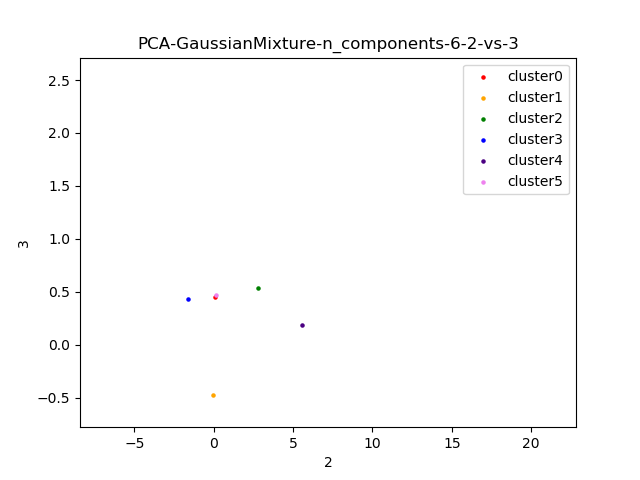 PCA-GaussianMixture-n_components-6-2-vs-3
cluster0
cluster1
cluster2
cluster3
cluster4
cluster5
2.5
2.0
1.5
1.0
0.5
0.0
−0.5
3
−5
0
5
10
15
20
2